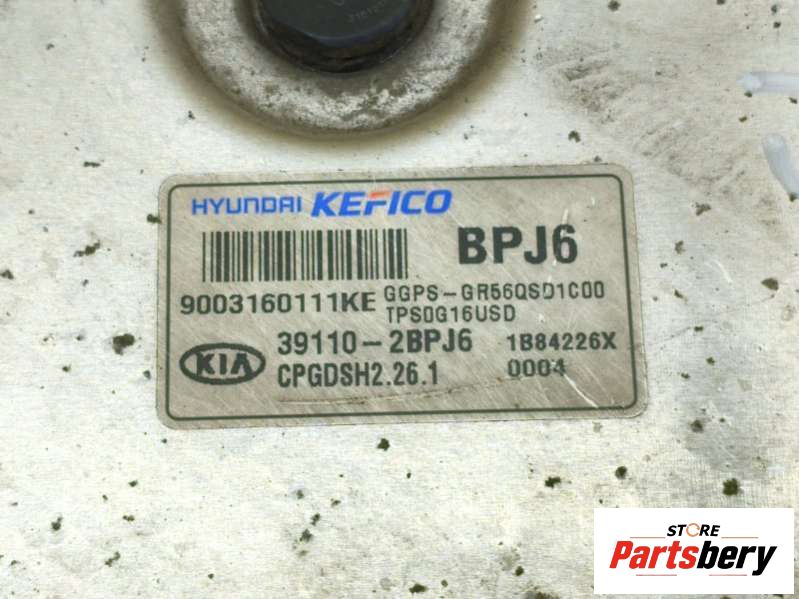 HYUNDAI KEFICO
BPJ6
9003160111KE
GGPS-GR56QSD1C00
TPS0G16USD
KIA
39110-2BPJ6
1B84226X
CPGDSH2.26.1
0004
STORE
Partsbery